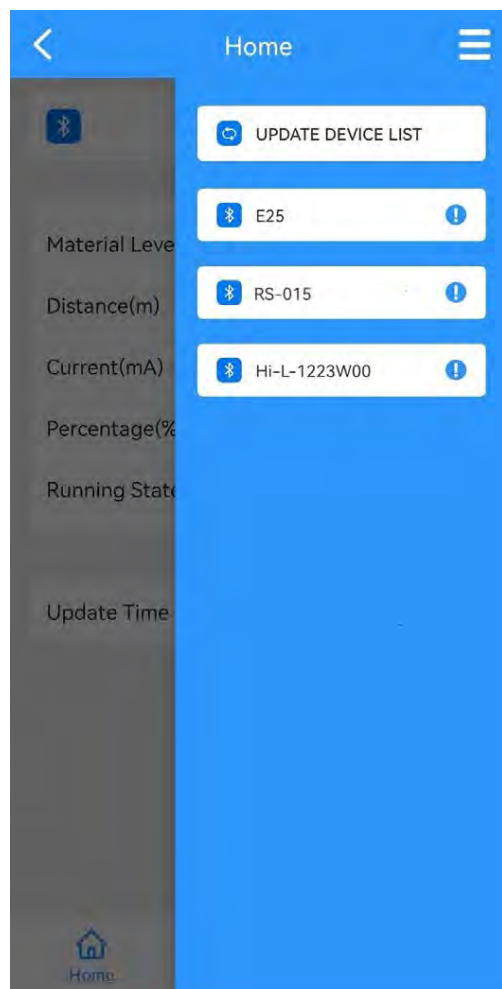 Home
UPDATE DEVICE LIST
E25
Material Leve
RS-015
Distance(m)
Current(mA)
Hi-L-1223W00
Percentage(%
Running State
Update Time
Home